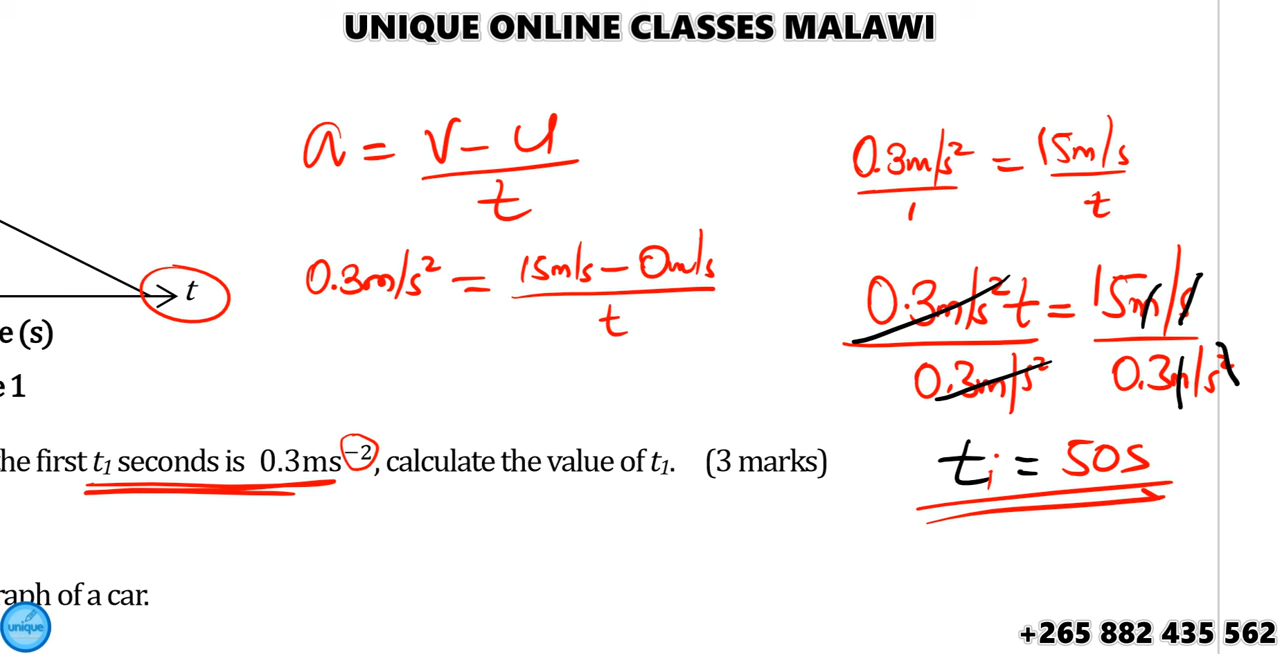 UNIQUE ONLINE CLASSES MALAWI
a = v - u / t
0.3m/s² = 15m/s - 0m/s / t
0.3m/s² / 1 = 15m/s / t
0.3m/s² t / 0.3m/s² = 15m/s / 0.3m/s²
t₁ = 50s
t
e (s)
e 1
he first t₁ seconds is 0.3ms⁻², calculate the value of t₁. (3 marks)
raph of a car.
unique
+265 882 435 562